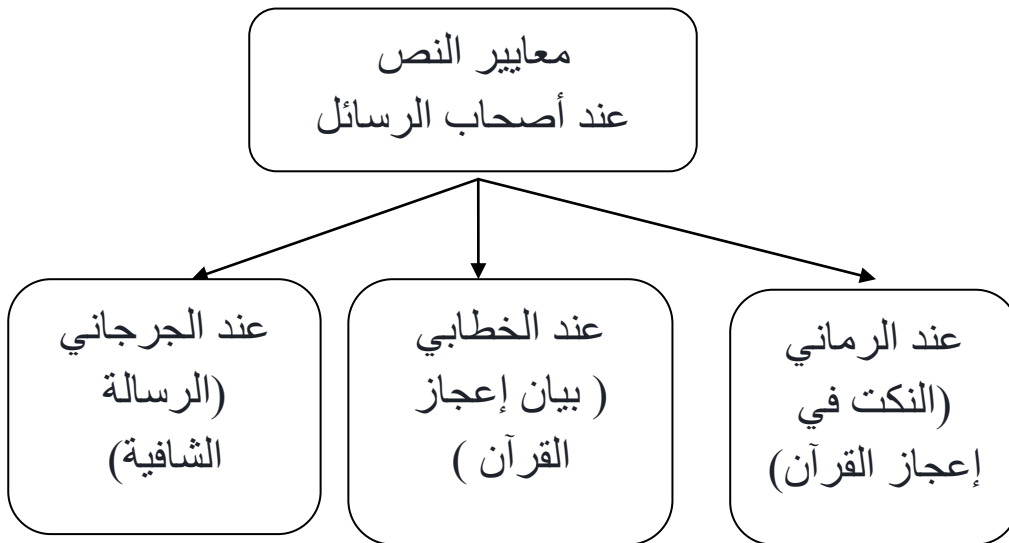 معايير النص
عند أصحاب الرسائل
عند الرماني
(النكت في
إعجاز القرآن)
عند الخطابي
( بيان إعجاز
القرآن )
عند الجرجاني
(الرسالة
الشافية)